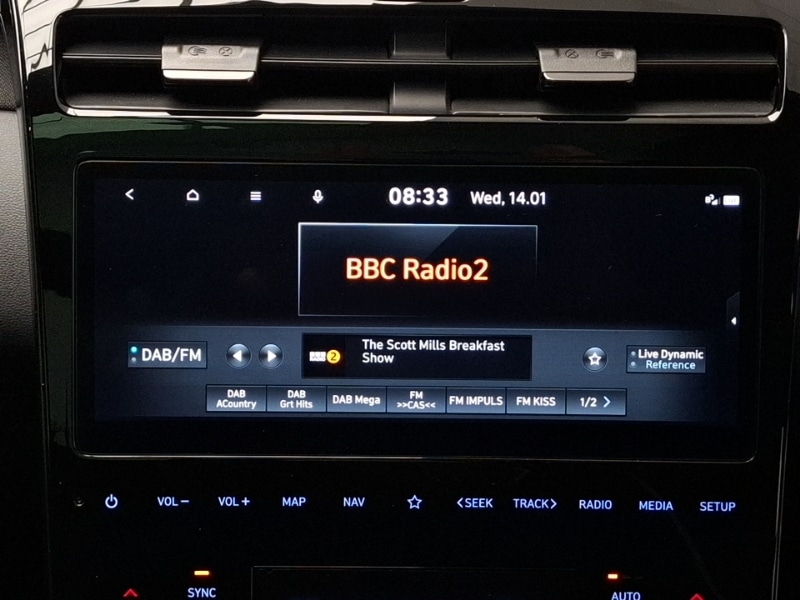 08:33 Wed, 14.01
BBC Radio2
DAB/FM
The Scott Mills Breakfast
Show
2
Live Dynamic
Reference
DAB
ACountry
DAB
Grt Hits
DAB Mega
FM
>>CAS<<
FM IMPULS
FM KISS
1/2 >
VOL− VOL+ MAP NAV <SEEK TRACK> RADIO MEDIA SETUP
SYNC
AUTO